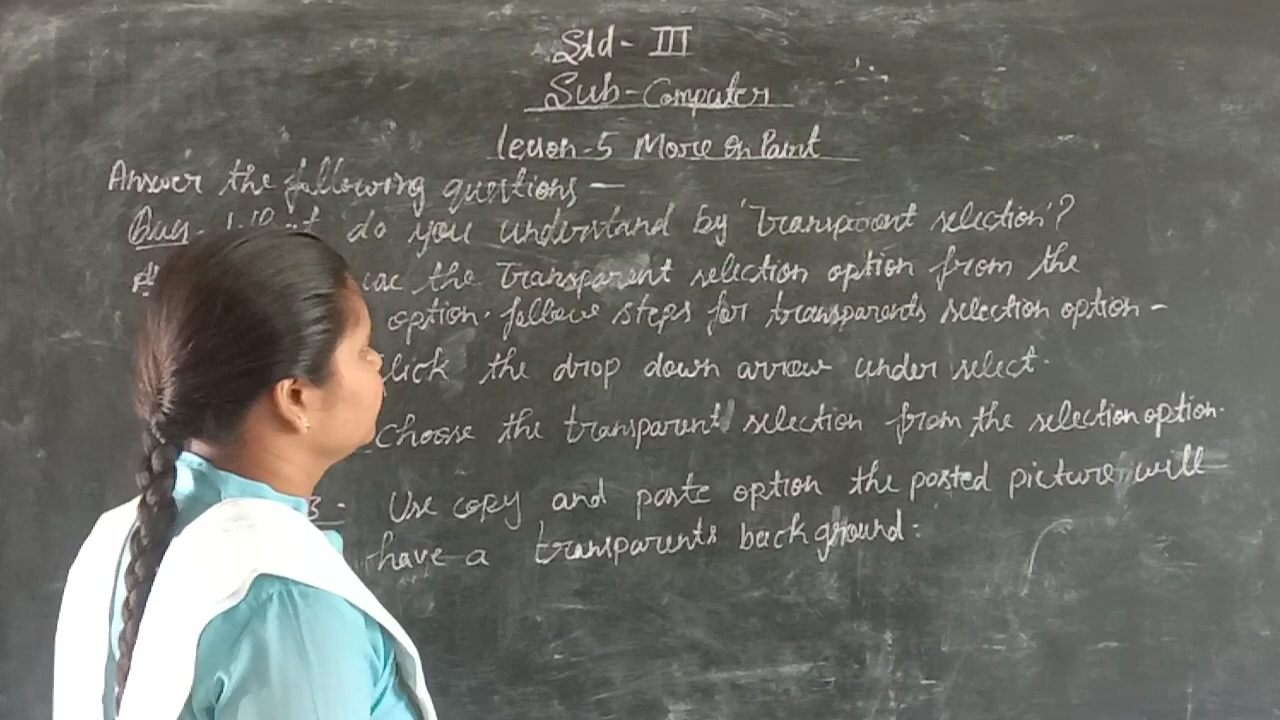 Std- III
Sub- Computer
Lesson-5 More On Paint
Answer the following questions —
Ques- 1. do you understand by 'Transparent selection'?
the Transparent selection option from the
option. follow steps for transparents selection option -
the drop down arrow under select.
Choose the transparent selection from the selection option.
3- Use copy and paste option the pasted picture will
have a transparents background: